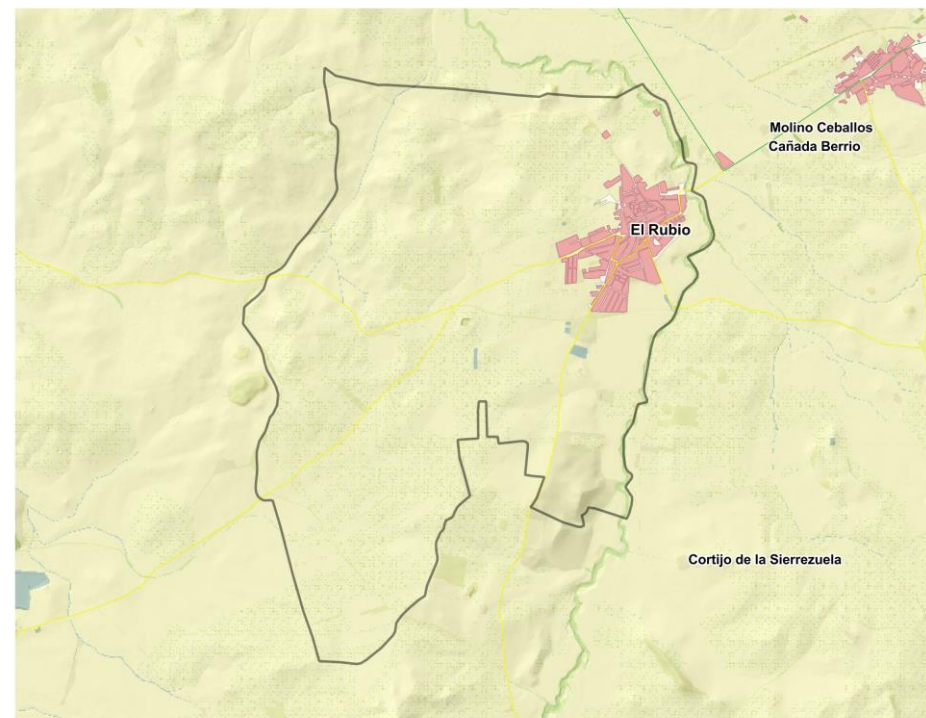 Molino Ceballos
Cañada Berrio
El Rubio
Cortijo de la Sierrezuela